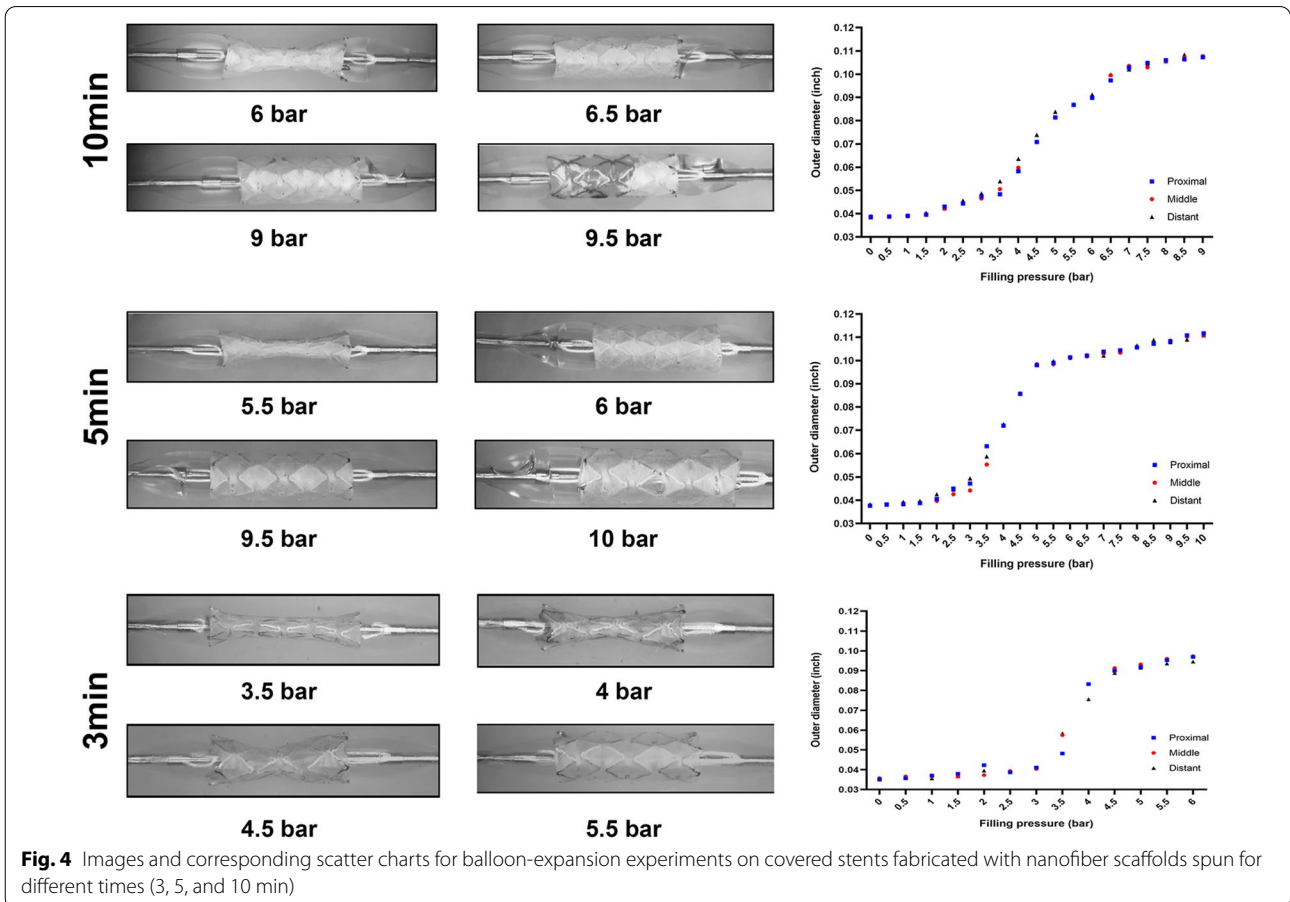 10min
6 bar
6.5 bar
9 bar
9.5 bar
Outer diameter (inch)
0.12
0.11
0.10
0.09
0.08
0.07
0.06
0.05
0.04
0.03
Proximal
Middle
Distant
0 0.5 1 1.5 2 2.5 3 3.5 4 4.5 5 5.5 6 6.5 7 7.5 8 8.5 9
Filling pressure (bar)
5min
5.5 bar
6 bar
9.5 bar
10 bar
Outer diameter (inch)
0.12
0.11
0.10
0.09
0.08
0.07
0.06
0.05
0.04
0.03
Proximal
Middle
Distant
0 0.5 1 1.5 2 2.5 3 3.5 4 4.5 5 5.5 6 6.5 7 7.5 8 8.5 9 9.5 10
Filling pressure (bar)
3min
3.5 bar
4 bar
4.5 bar
5.5 bar
Outer diameter (inch)
0.12
0.11
0.10
0.09
0.08
0.07
0.06
0.05
0.04
0.03
Proximal
Middle
Distant
0 0.5 1 1.5 2 2.5 3 3.5 4 4.5 5 5.5 6
Filling pressure (bar)
Fig. 4 Images and corresponding scatter charts for balloon-expansion experiments on covered stents fabricated with nanofiber scaffolds spun for
different times (3, 5, and 10 min)